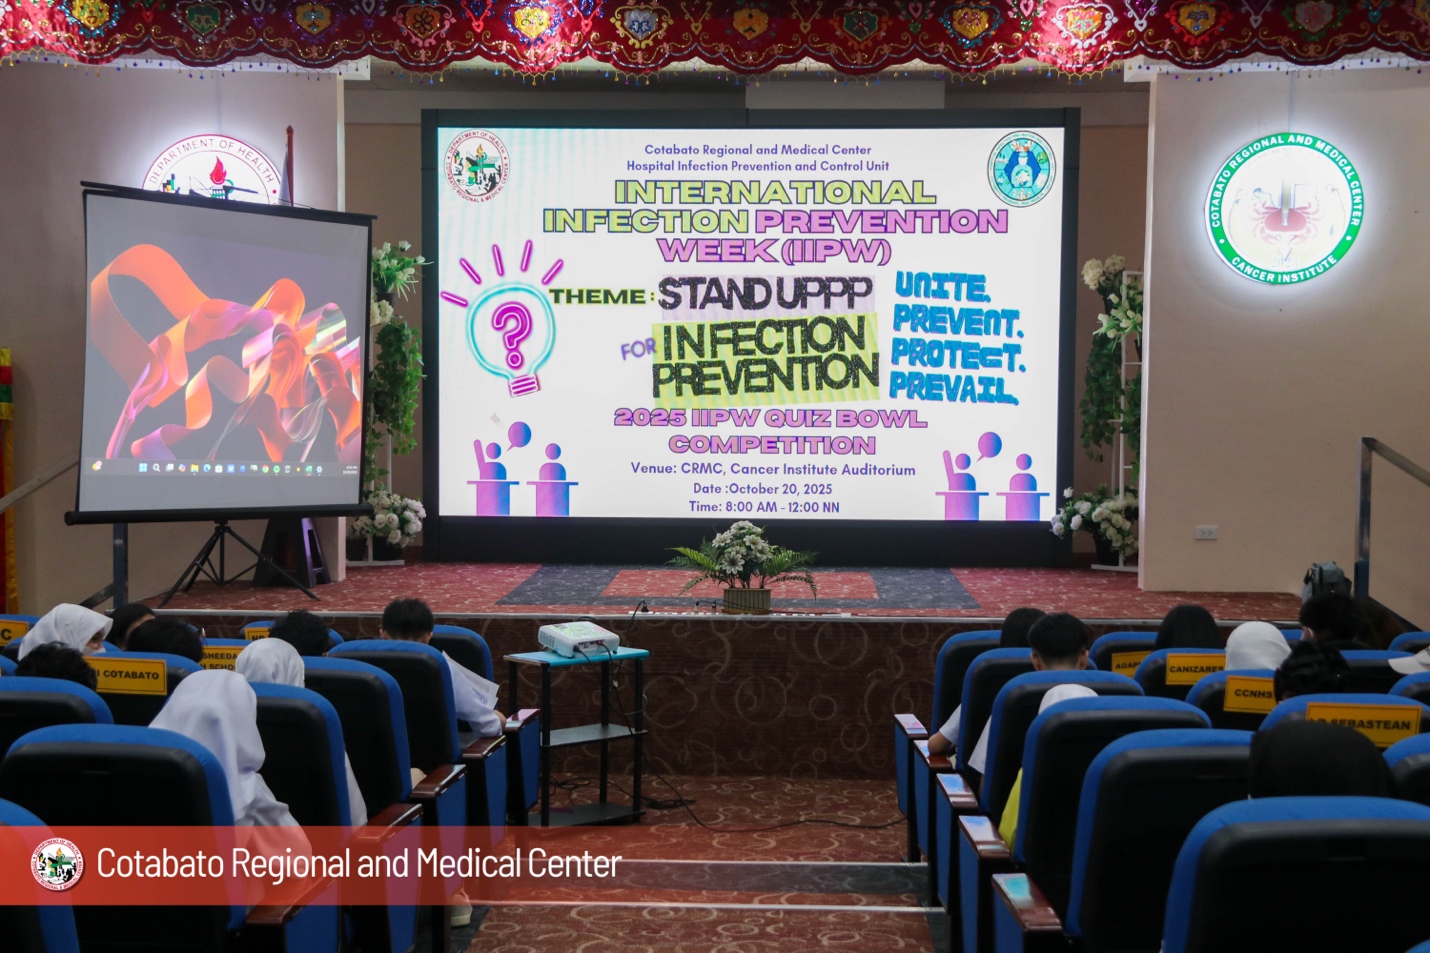 DEPARTMENT OF HEALTH
Cotabato Regional and Medical Center
Hospital Infection Prevention and Control Unit
INTERNATIONAL
INFECTION PREVENTION
WEEK (IIPW)
THEME : STAND UPPP
FOR INFECTION
PREVENTION
UNITE.
PREVENT.
PROTECT.
PREVAIL.
2025 IIPW QUIZ BOWL
COMPETITION
Venue: CRMC, Cancer Institute Auditorium
Date :October 20, 2025
Time: 8:00 AM - 12:00 NN
COTABATO REGIONAL AND MEDICAL CENTER
CANCER INSTITUTE
I COTABATO
CANIZARES
CCNHS
SEBASTEAN
Cotabato Regional and Medical Center